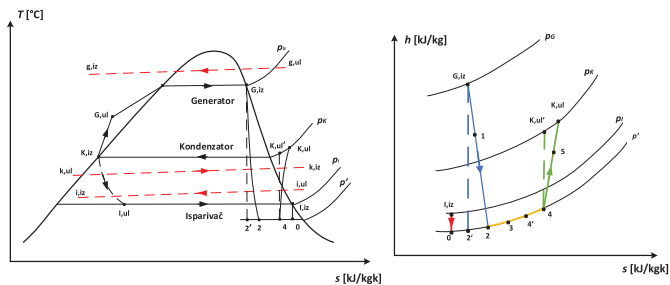 T [°C]
g,iz
p_G
g,ul
G,iz
Generator
G,ul
p_K
Kondenzator
K,ul'
K,ul
K,iz
k,ul
k,iz
p_I
i,iz
i,ul
p'
I,iz
I,ul
Isparivač
2' 2 4 0
s [kJ/kgk]
h [kJ/kg]
p_G
G,iz
p_K
K,ul
K,ul'
p_I
1
p'
5
I,iz
0 2' 2 3 4' 4
s [kJ/kgk]